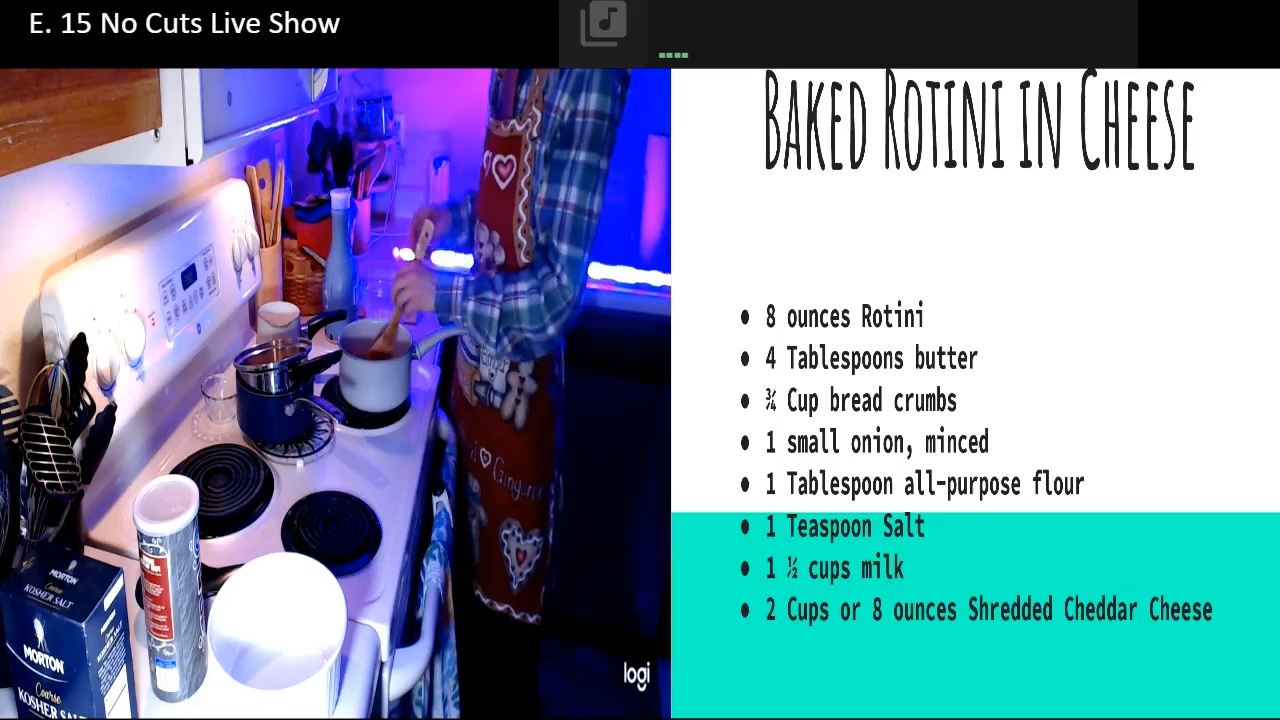 E. 15 No Cuts Live Show
BAKED ROTINI IN CHEESE
• 8 ounces Rotini
• 4 Tablespoons butter
• ¾ Cup bread crumbs
• 1 small onion, minced
• 1 Tablespoon all-purpose flour
• 1 Teaspoon Salt
• 1 ½ cups milk
• 2 Cups or 8 ounces Shredded Cheddar Cheese
MORTON
Coarse
KOSHER SALT
MORTON
Coarse
logi